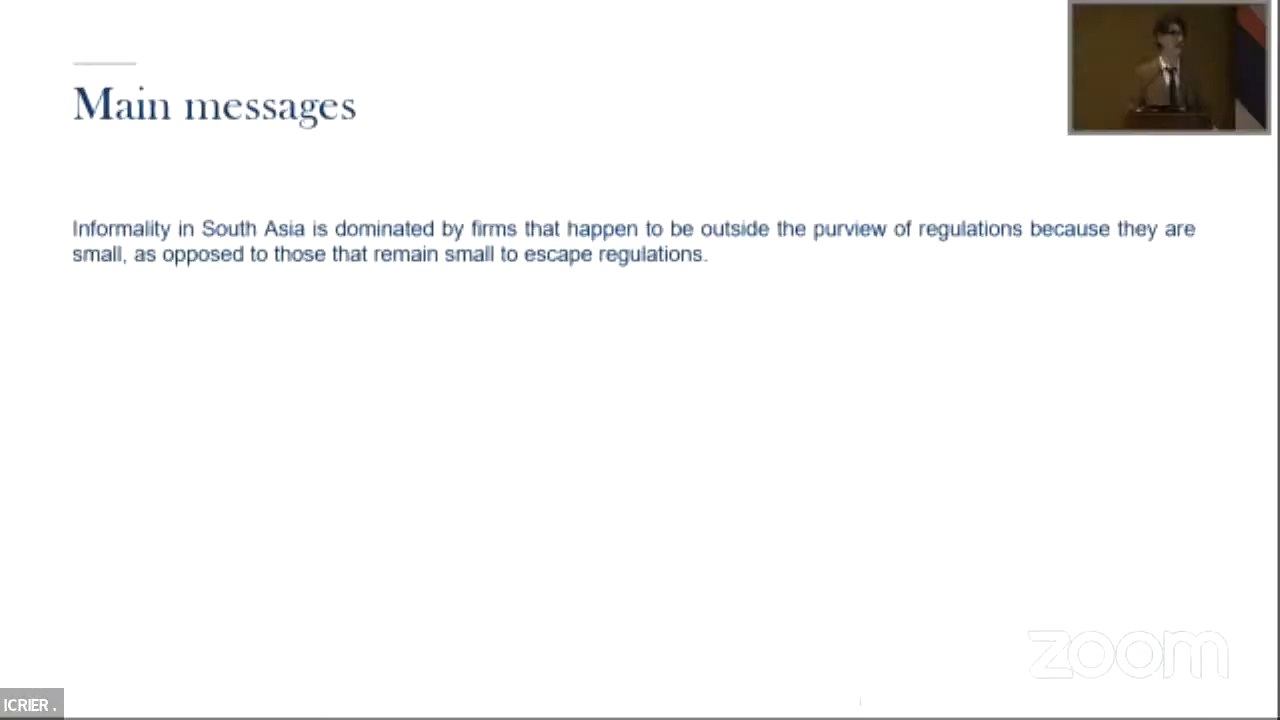 Main messages
Informality in South Asia is dominated by firms that happen to be outside the purview of regulations because they are
small, as opposed to those that remain small to escape regulations.
zoom
ICRIER .